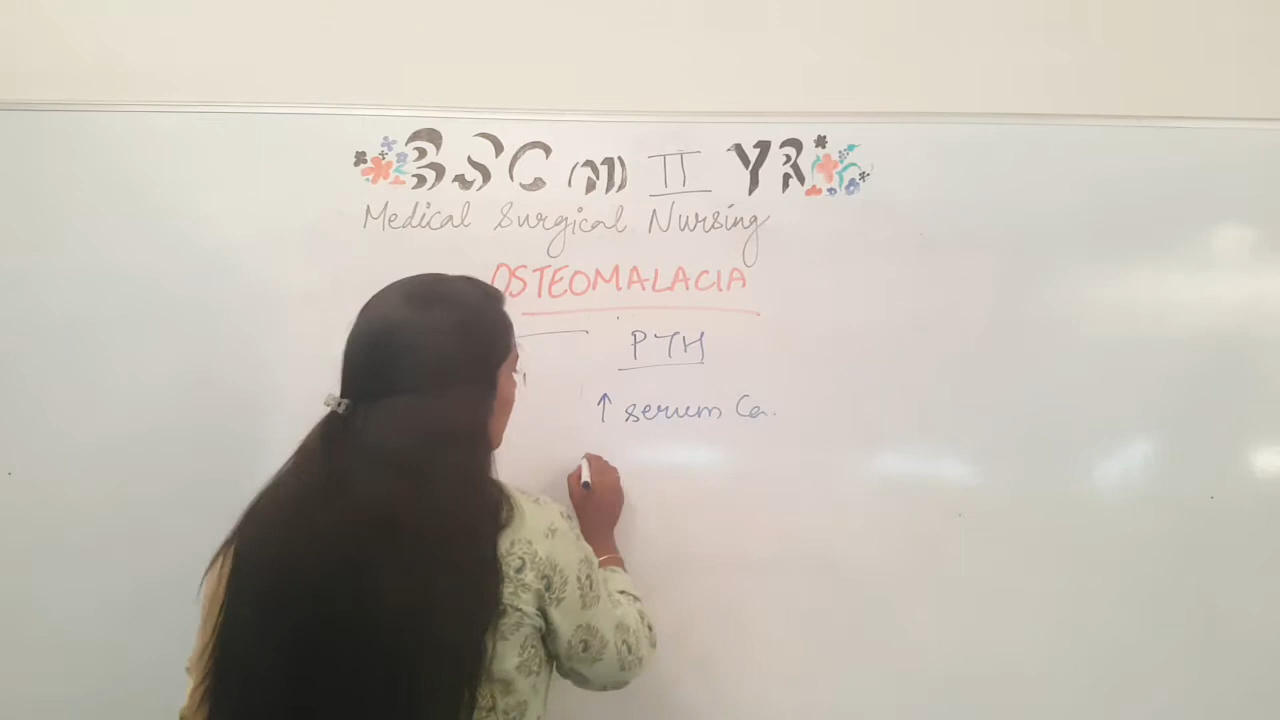 BSC (N) II YR
Medical Surgical Nursing
OSTEOMALACIA
PTH
↑ serum Ca.